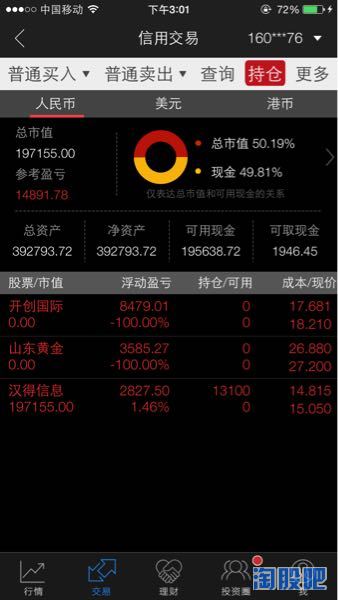 中国移动 下午3:01 72%
信用交易 160***76
普通买入 普通卖出 查询 持仓 更多
人民币 美元 港币
总市值
197155.00
参考盈亏
14891.78
总市值 50.19%
现金 49.81%
仅表达总市值和可用现金的关系
总资产 净资产 可用现金 可取现金
392793.72 392793.72 195638.72 1946.45
股票/市值 浮动盈亏 持仓/可用 成本/现价
开创国际 8479.01 0 17.681
0.00 -100.00% 0 18.210
山东黄金 3585.27 0 26.880
0.00 -100.00% 0 27.200
汉得信息 2827.50 13100 14.815
197155.00 1.46% 0 15.050
行情 交易 理财 投资圈 我
淘股吧